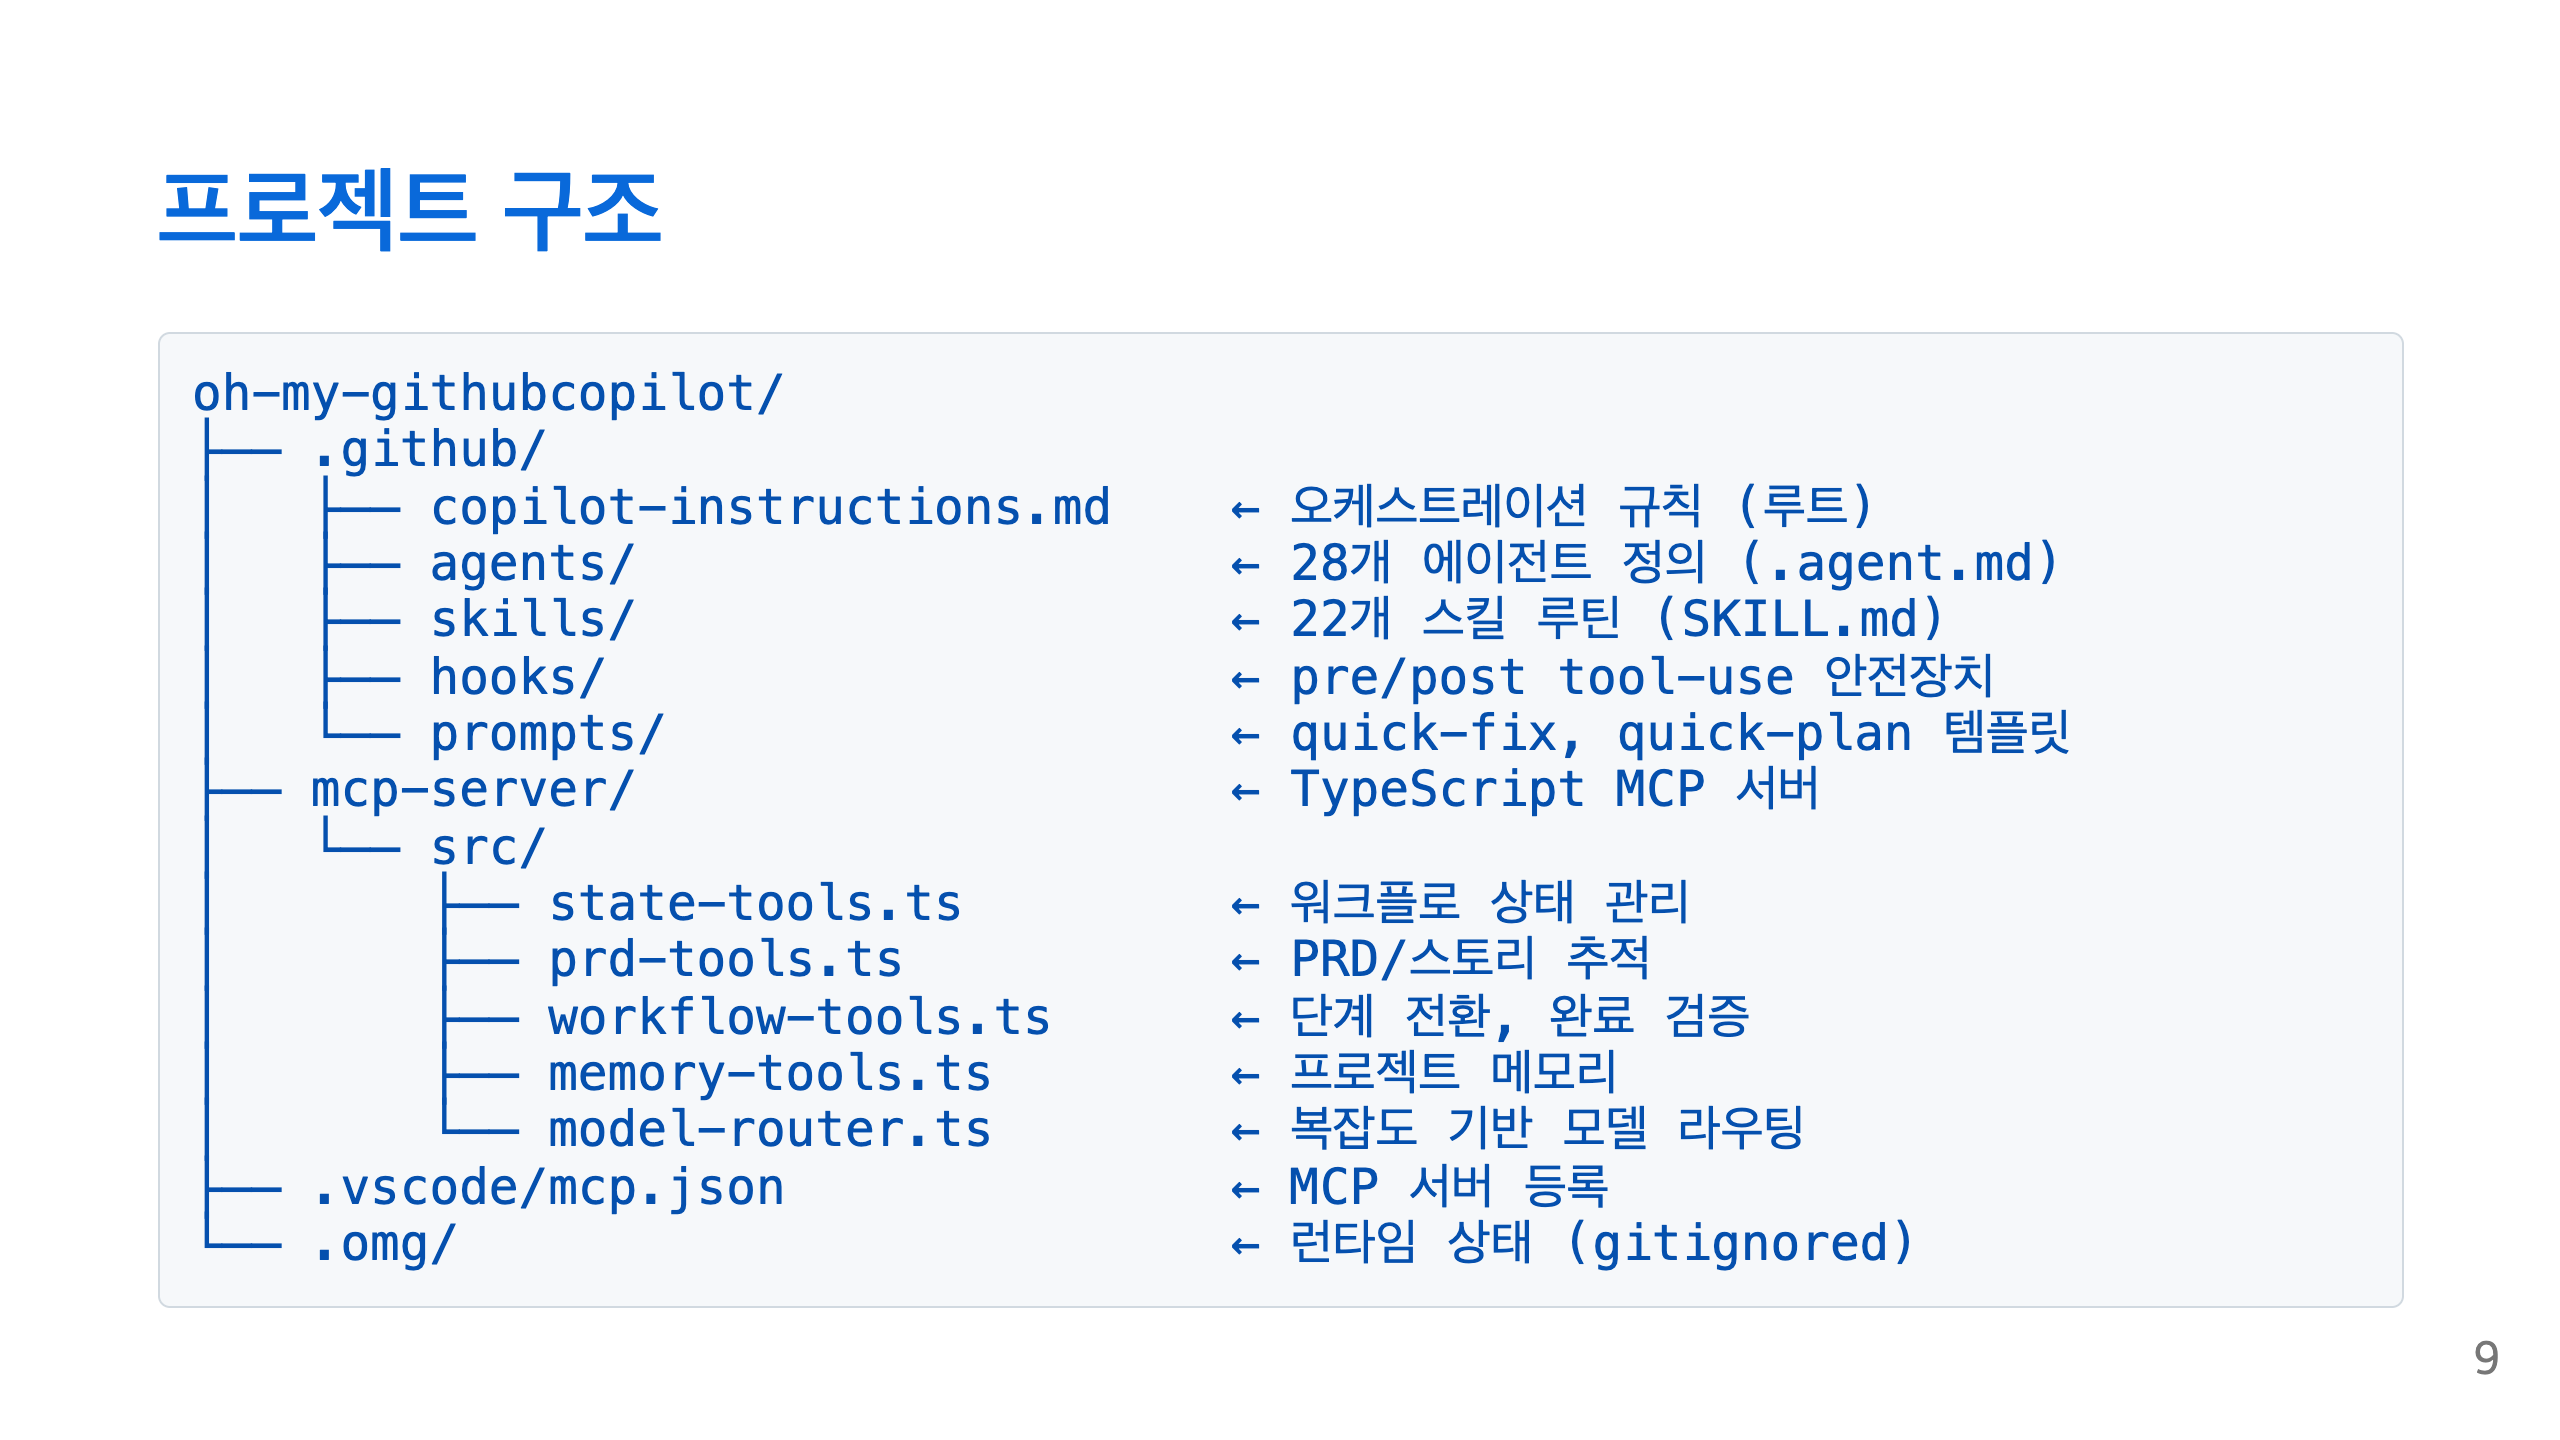 프로젝트 구조
oh-my-githubcopilot/
├── .github/
│   ├── copilot-instructions.md    ← 오케스트레이션 규칙 (루트)
│   ├── agents/                    ← 28개 에이전트 정의 (.agent.md)
│   ├── skills/                    ← 22개 스킬 루틴 (SKILL.md)
│   ├── hooks/                     ← pre/post tool-use 안전장치
│   └── prompts/                   ← quick-fix, quick-plan 템플릿
├── mcp-server/                    ← TypeScript MCP 서버
│   └── src/
│       ├── state-tools.ts         ← 워크플로 상태 관리
│       ├── prd-tools.ts           ← PRD/스토리 추적
│       ├── workflow-tools.ts      ← 단계 전환, 완료 검증
│       ├── memory-tools.ts        ← 프로젝트 메모리
│       └── model-router.ts        ← 복잡도 기반 모델 라우팅
├── .vscode/mcp.json               ← MCP 서버 등록
└── .omg/                          ← 런타임 상태 (gitignored)
9